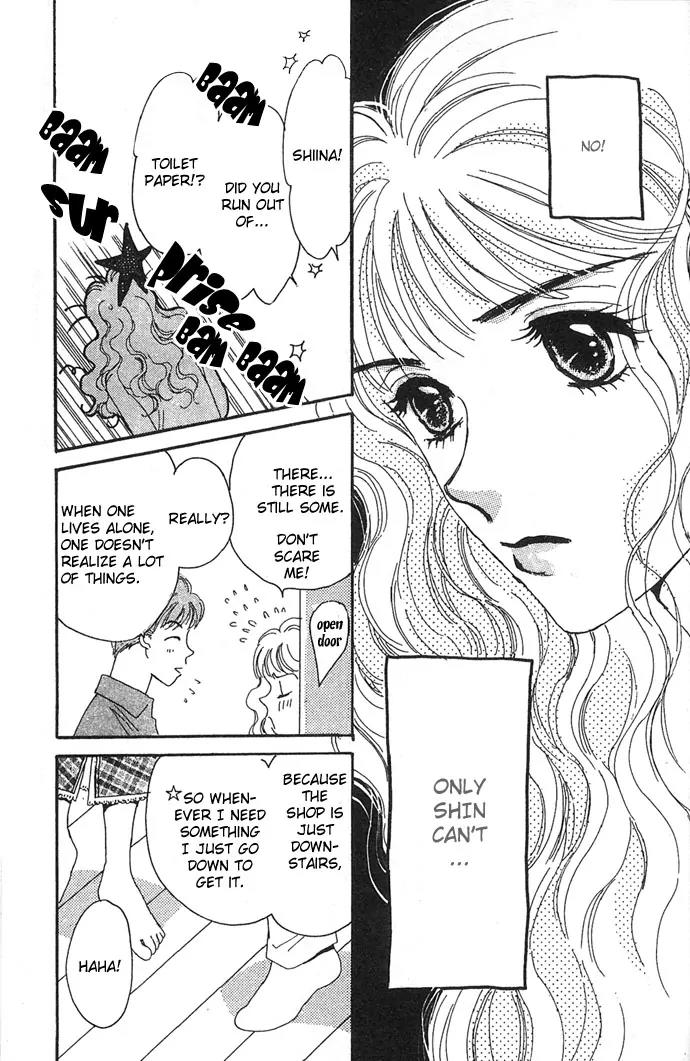 NO!
ONLY
SHIN
CAN'T
...
SHIINA!
DID YOU
RUN OUT
OF...
TOILET
PAPER!?
BAAM
BAAM
SUR
PRISE
BAM BAAM
THERE...
THERE IS
STILL SOME.
DON'T
SCARE
ME!
open
door
REALLY?
WHEN ONE
LIVES ALONE,
ONE DOESN'T
REALIZE A LOT
OF THINGS.
BECAUSE
THE
SHOP IS
JUST
DOWN-
STAIRS,
SO WHEN-
EVER I NEED
SOMETHING
I JUST GO
DOWN TO
GET IT.
HAHA!